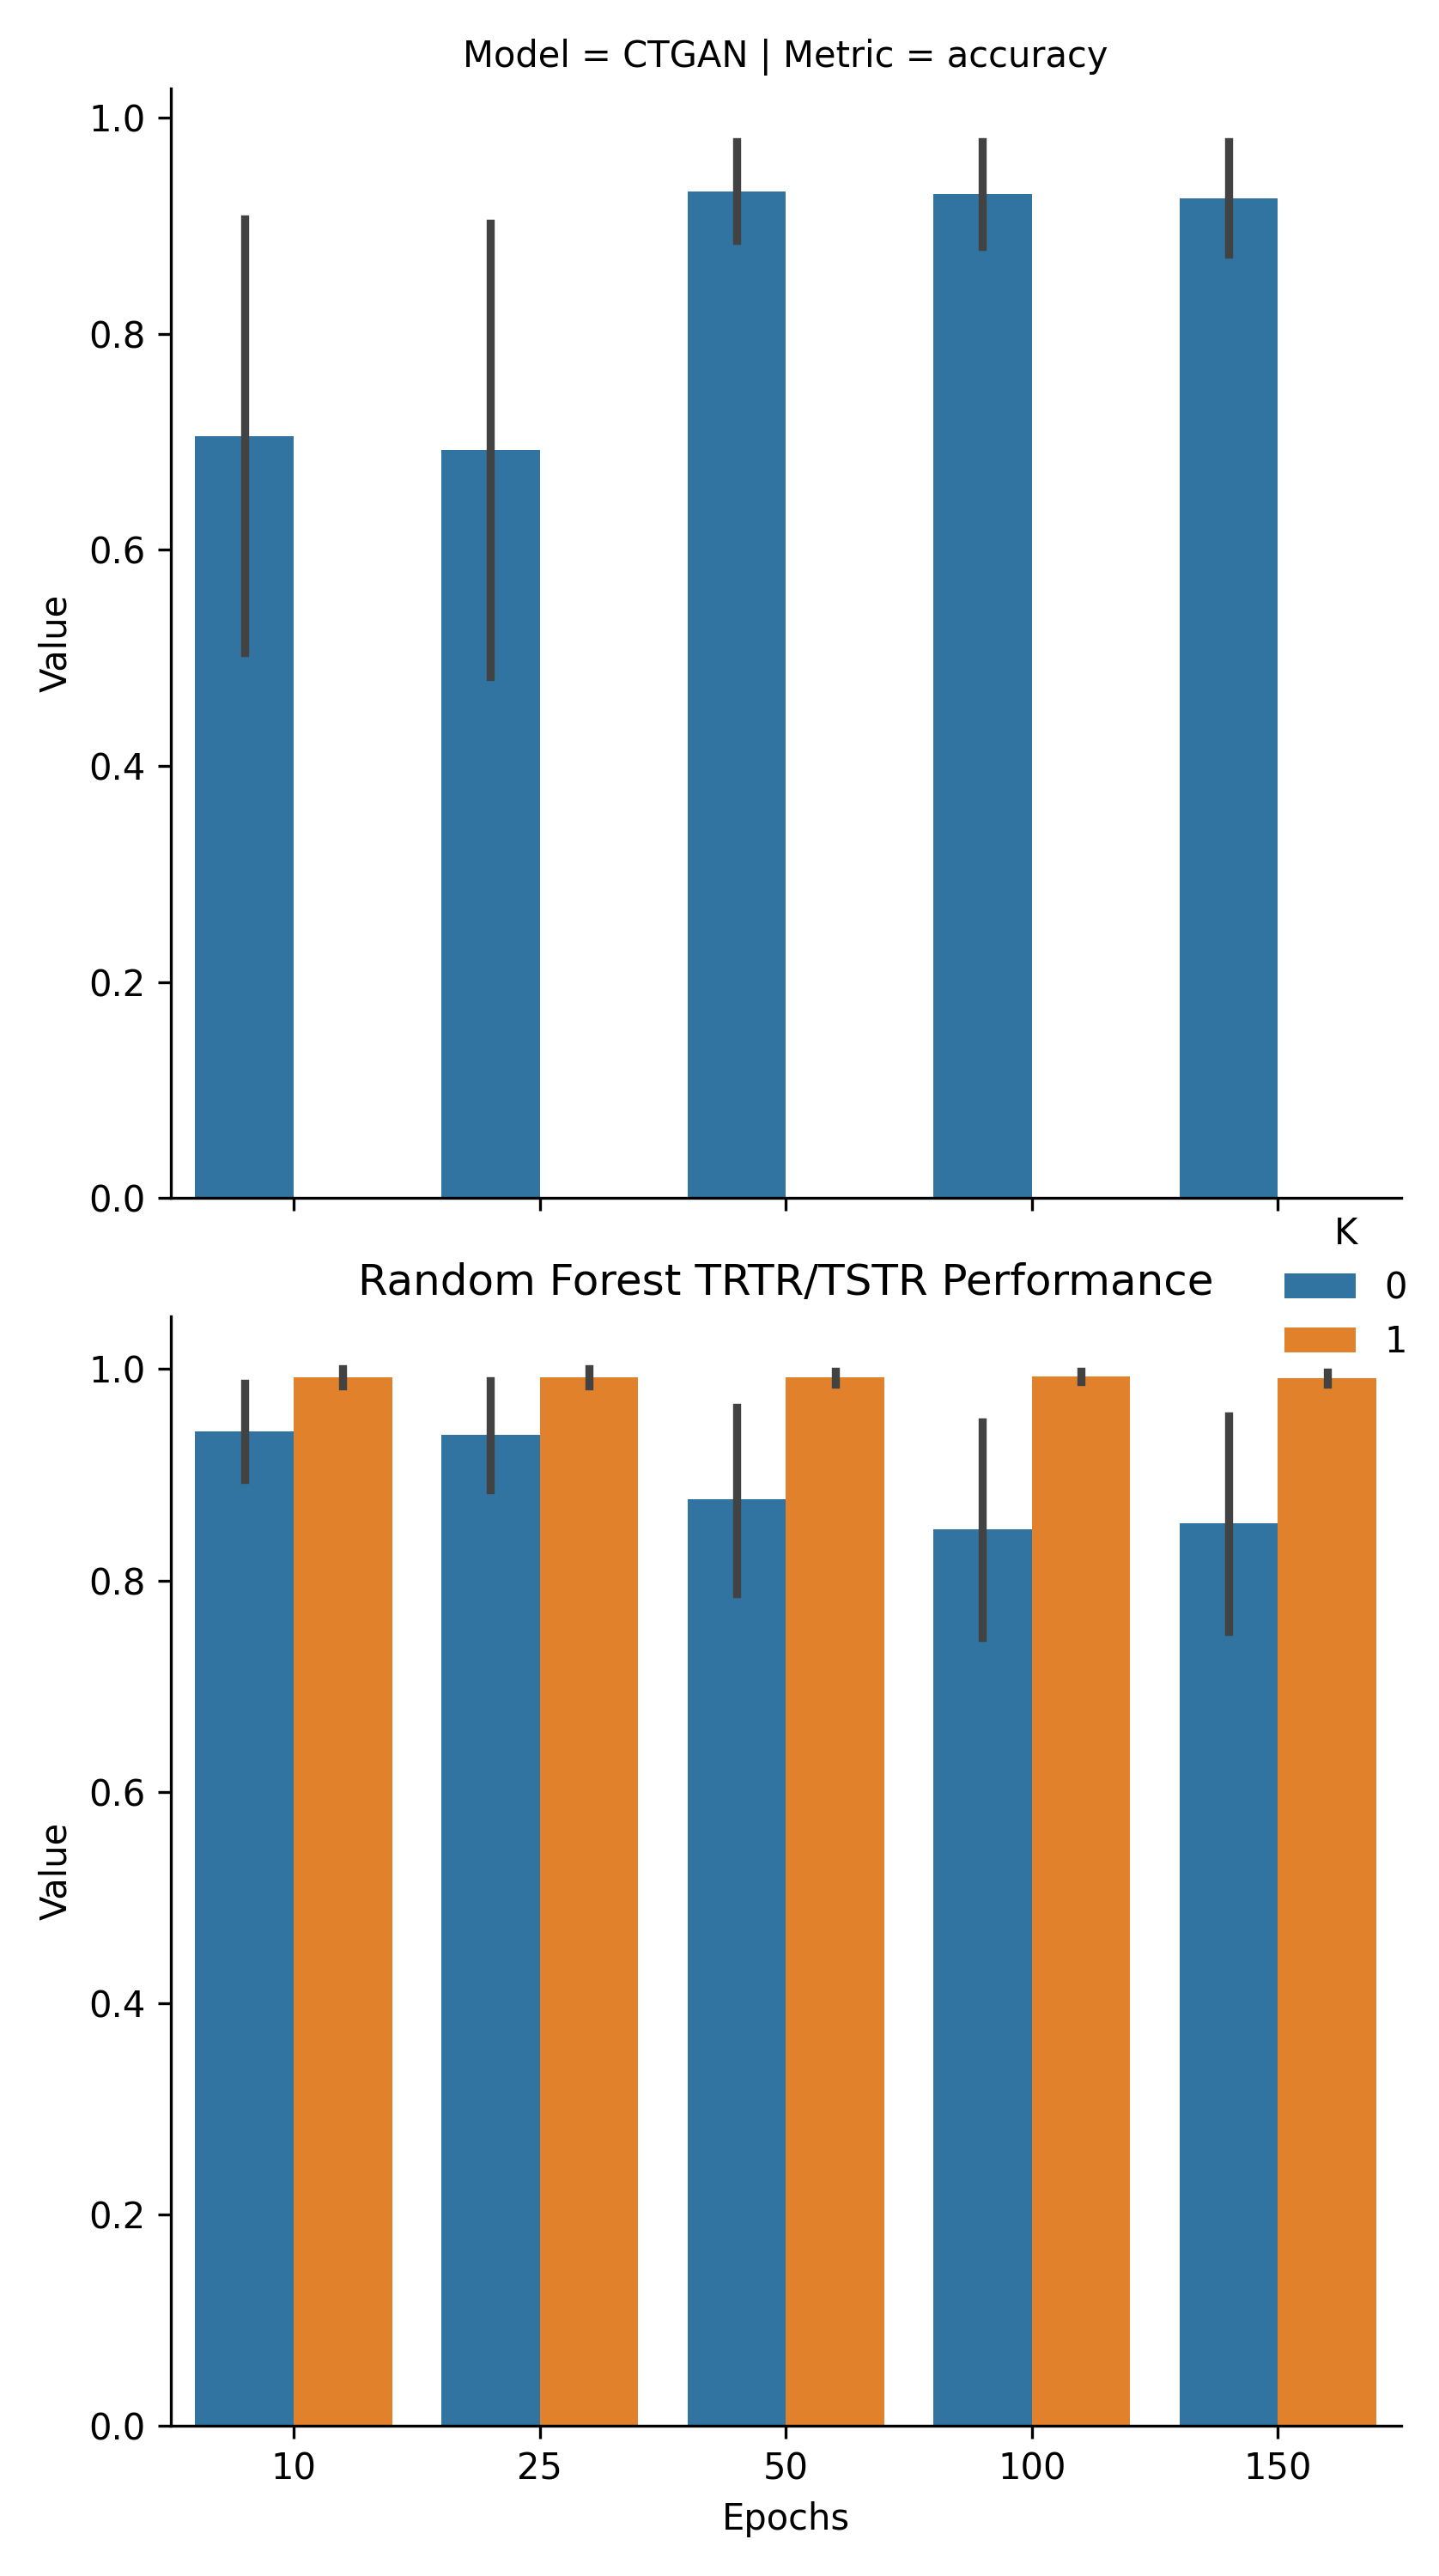 Model = CTGAN | Metric = accuracy
1.0
0.8
0.6
0.4
0.2
0.0
Value
K
0
1
Random Forest TRTR/TSTR Performance
1.0
0.8
0.6
0.4
0.2
0.0
Value
10 25 50 100 150
Epochs